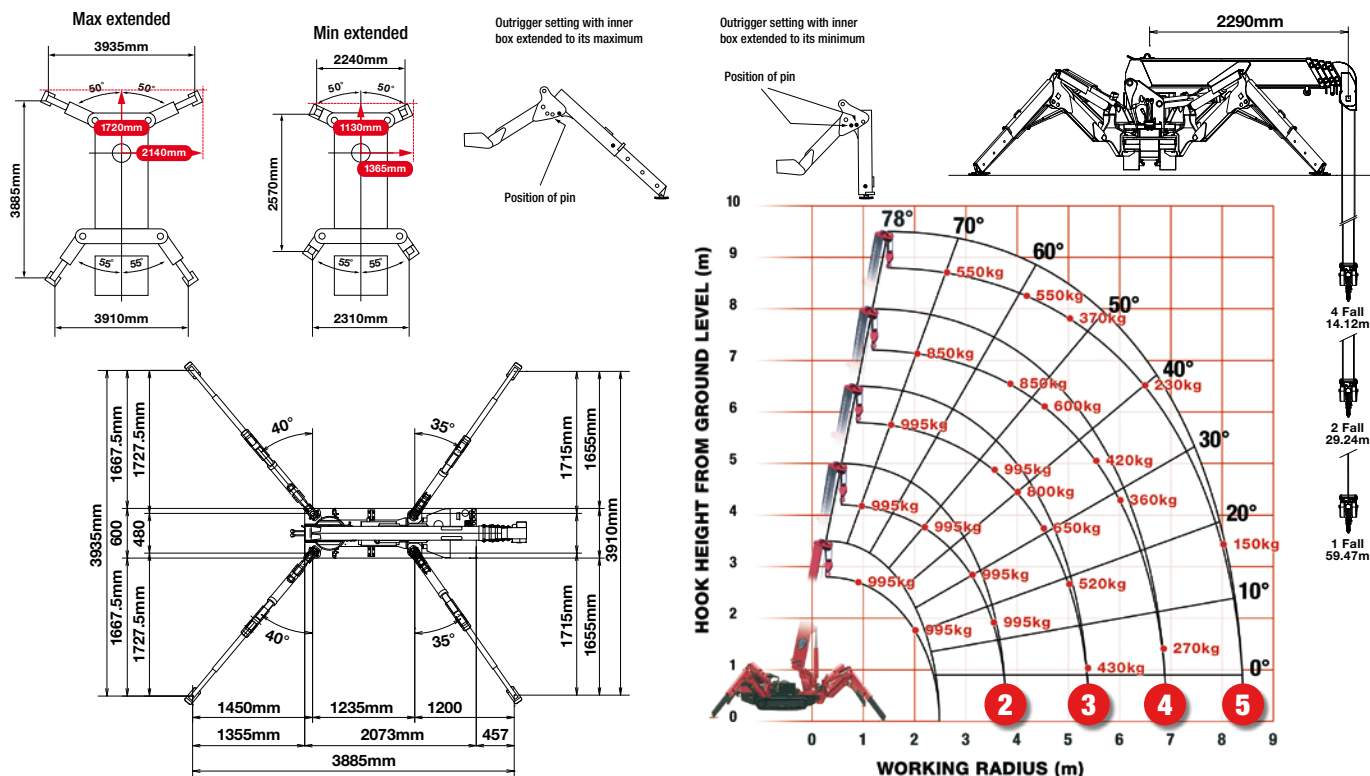 Max extended
3935mm
50°
50°
1720mm
2140mm
3885mm
55°
55°
3910mm
Min extended
2240mm
50°
50°
1130mm
1365mm
2570mm
55°
55°
2310mm
Outrigger setting with inner
box extended to its maximum
Position of pin
Outrigger setting with inner
box extended to its minimum
Position of pin
2290mm
4 Fall
14.12m
2 Fall
29.24m
1 Fall
59.47m
3935mm
1667.5mm
600
1667.5mm
1727.5mm
480
1727.5mm
40°
35°
40°
35°
1715mm
1715mm
1655mm
1655mm
3910mm
1450mm
1235mm
1200
1355mm
2073mm
457
3885mm
HOOK HEIGHT FROM GROUND LEVEL (m)
10
9
8
7
6
5
4
3
2
1
0
78°
70°
60°
50°
40°
30°
20°
10°
0°
550kg
550kg
370kg
230kg
150kg
850kg
850kg
600kg
420kg
360kg
270kg
995kg
995kg
800kg
650kg
520kg
430kg
995kg
995kg
995kg
995kg
995kg
995kg
2
3
4
5
0
1
2
3
4
5
6
7
8
9
WORKING RADIUS (m)